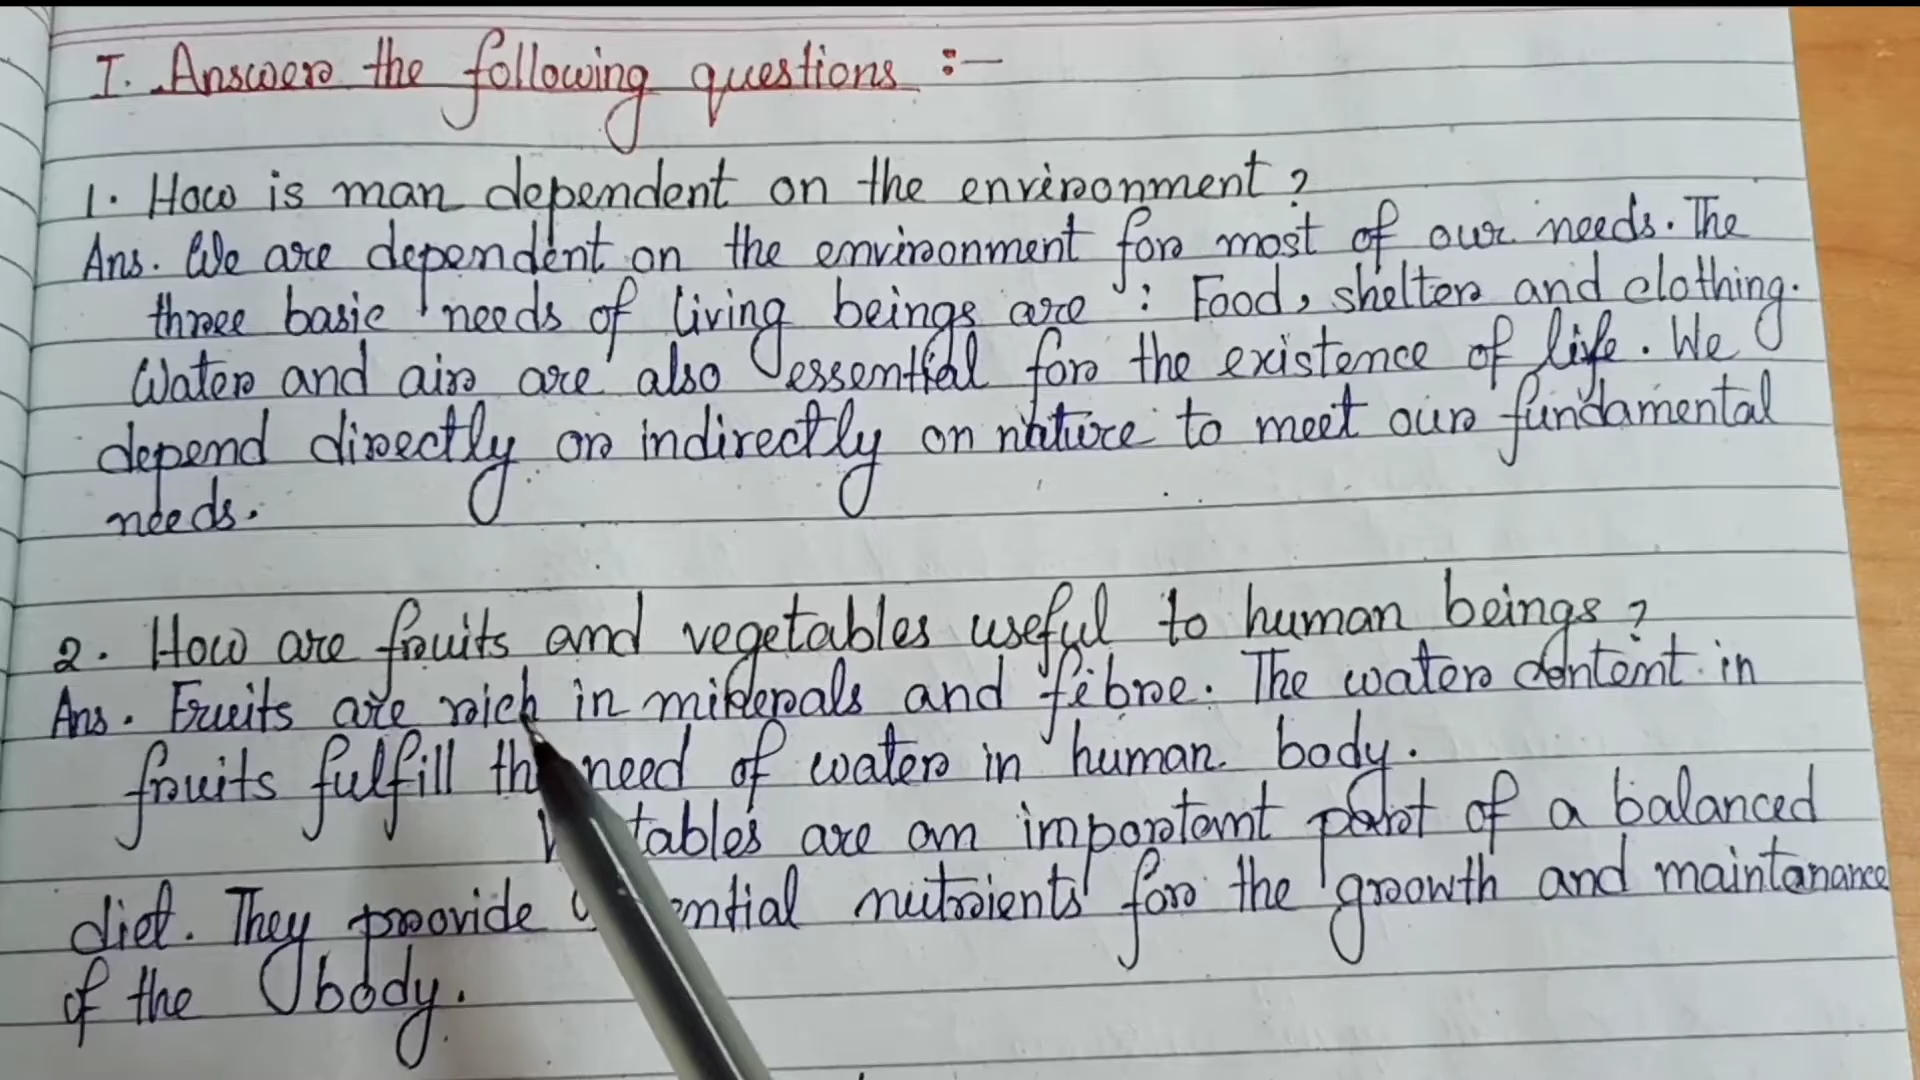 I. Answer the following questions :-
1. How is man dependent on the environment?
Ans. We are dependent on the environment for most of our needs. The
three basic needs of living beings are : Food, shelter and clothing.
Water and air are also essential for the existence of life. We
depend directly or indirectly on nature to meet our fundamental
needs.
2. How are fruits and vegetables useful to human beings?
Ans. Fruits are rich in minerals and fibre. The water content in
fruits fulfill need of water in human body.
are an important part of a balanced
diet. They provide nutrients for the growth and maintanance
of the body.